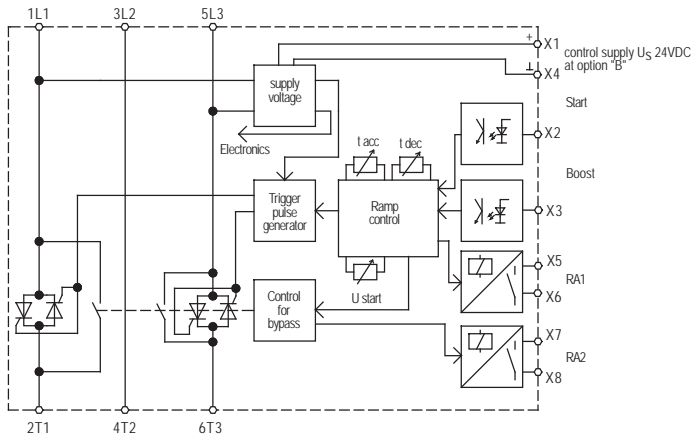 1L1 3L2 5L3
+
X1
control supply US 24VDC
at option "B"
⊥
X4
supply
voltage
Start
X2
Electronics
t acc t dec
Boost
Trigger
pulse
generator
Ramp
control
X3
X5
RA1
X6
U start
Control
for
bypass
X7
RA2
X8
2T1 4T2 6T3